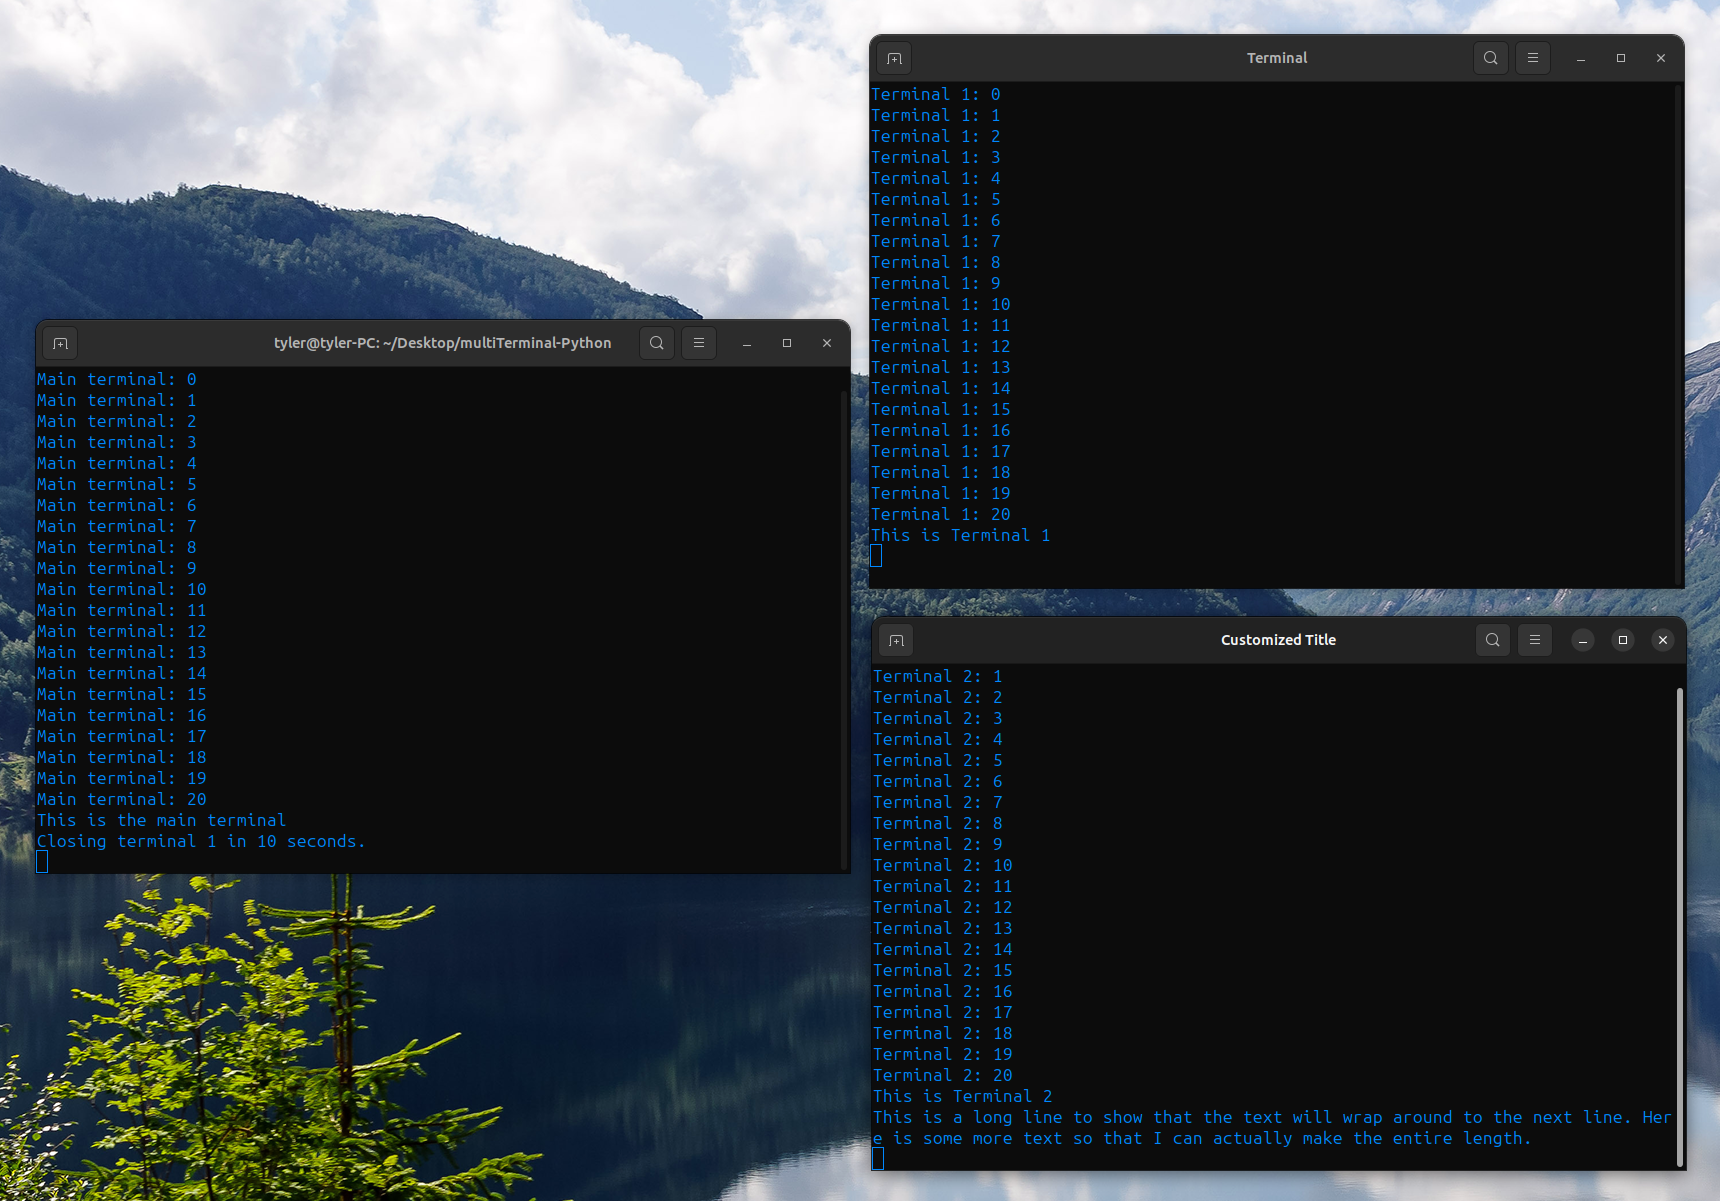 tyler@tyler-PC: ~/Desktop/multiTerminal-Python
Main terminal: 0
Main terminal: 1
Main terminal: 2
Main terminal: 3
Main terminal: 4
Main terminal: 5
Main terminal: 6
Main terminal: 7
Main terminal: 8
Main terminal: 9
Main terminal: 10
Main terminal: 11
Main terminal: 12
Main terminal: 13
Main terminal: 14
Main terminal: 15
Main terminal: 16
Main terminal: 17
Main terminal: 18
Main terminal: 19
Main terminal: 20
This is the main terminal
Closing terminal 1 in 10 seconds.
Terminal
Terminal 1: 0
Terminal 1: 1
Terminal 1: 2
Terminal 1: 3
Terminal 1: 4
Terminal 1: 5
Terminal 1: 6
Terminal 1: 7
Terminal 1: 8
Terminal 1: 9
Terminal 1: 10
Terminal 1: 11
Terminal 1: 12
Terminal 1: 13
Terminal 1: 14
Terminal 1: 15
Terminal 1: 16
Terminal 1: 17
Terminal 1: 18
Terminal 1: 19
Terminal 1: 20
This is Terminal 1
Customized Title
Terminal 2: 1
Terminal 2: 2
Terminal 2: 3
Terminal 2: 4
Terminal 2: 5
Terminal 2: 6
Terminal 2: 7
Terminal 2: 8
Terminal 2: 9
Terminal 2: 10
Terminal 2: 11
Terminal 2: 12
Terminal 2: 13
Terminal 2: 14
Terminal 2: 15
Terminal 2: 16
Terminal 2: 17
Terminal 2: 18
Terminal 2: 19
Terminal 2: 20
This is Terminal 2
This is a long line to show that the text will wrap around to the next line. Her
e is some more text so that I can actually make the entire length.